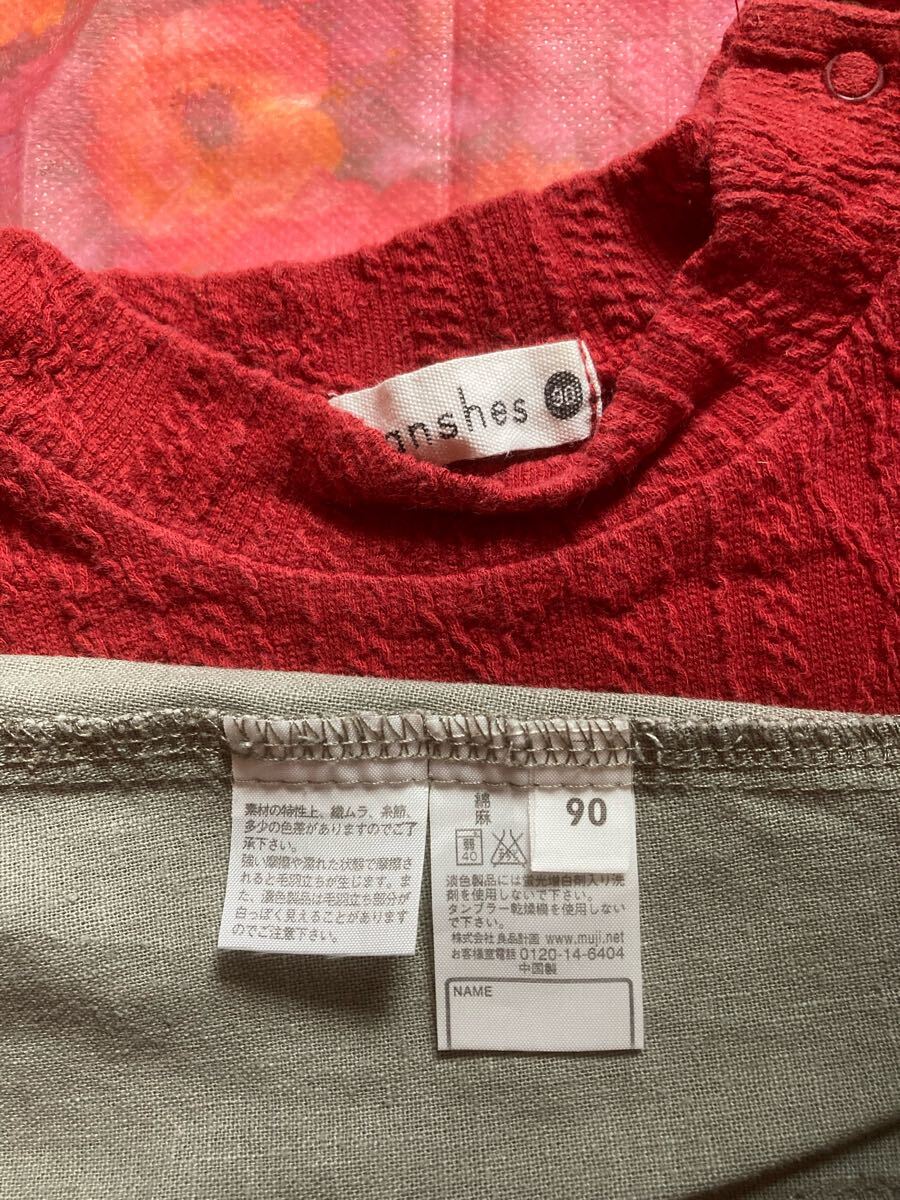 anshes 90
素材の特性上、織ムラ、糸節、
多少の色差がありますのでご了
承下さい。
強い摩擦や濡れた状態で摩擦さ
れると毛羽立ちが生じます。ま
た、濃色製品は毛羽立ち部分が
白っぽく見えることがあります
のでご注意下さい。
綿
麻
90
弱
40
淡色製品には蛍光増白剤入り洗
剤を使用しないで下さい。
タンブラー乾燥機を使用しない
で下さい。
株式会社 良品計画 www.muji.net
お客様室電話 0120-14-6404
中国製
NAME